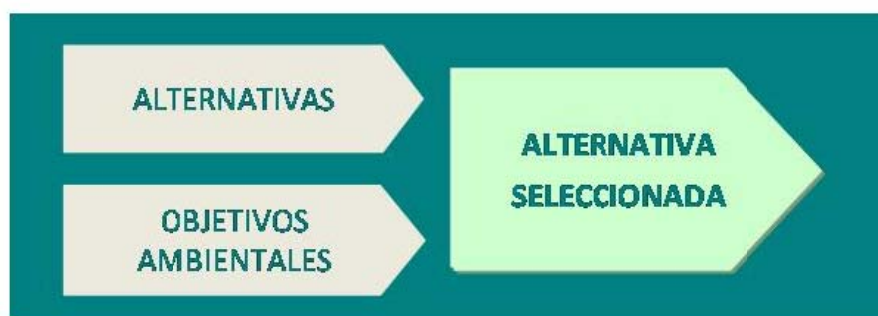 ALTERNATIVAS
OBJETIVOS
AMBIENTALES
ALTERNATIVA
SELECCIONADA